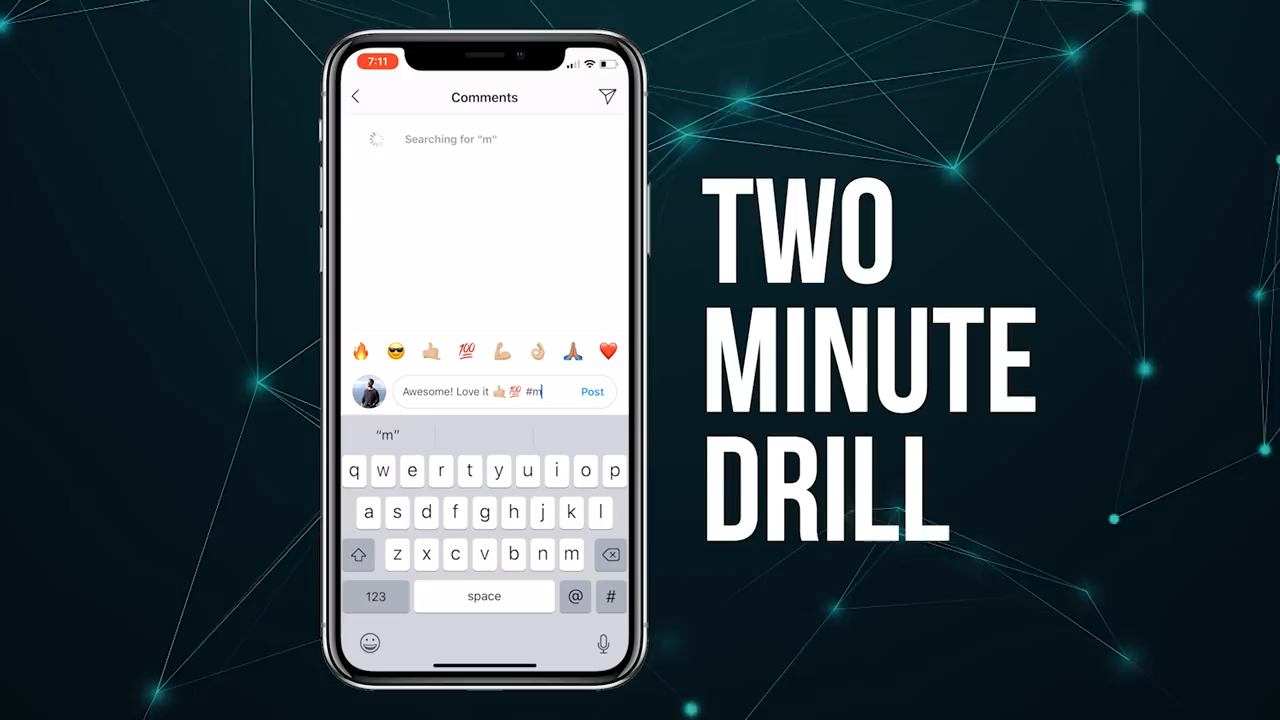 7:11
Comments
Searching for "m"
Awesome! Love it 🤙🏼💯 #m
Post
"m"
q w e r t y u i o p
a s d f g h j k l
z x c v b n m
123 space @ #
TWO
MINUTE
DRILL